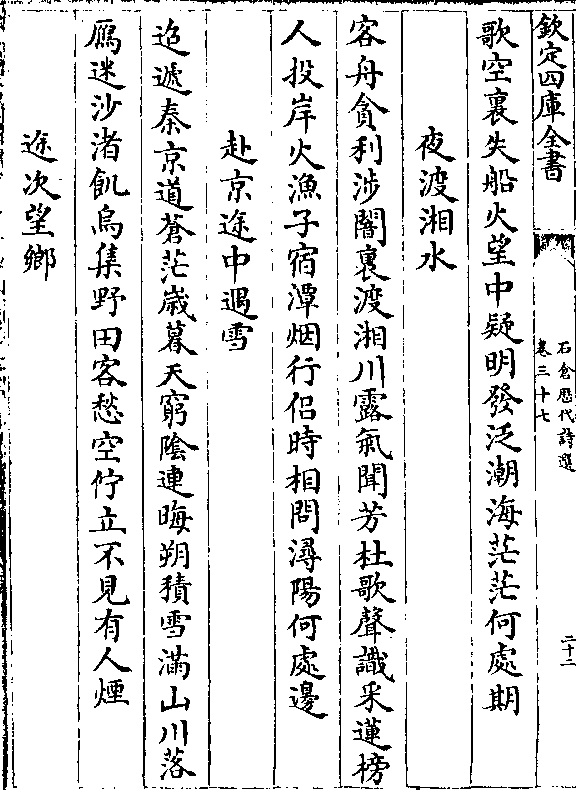 欽定四庫全書
石倉歷代詩選
卷三十七
二十二
歌空裏失船火望中疑明發泛潮海茫茫何處期
夜渡湘水
客舟貪利涉闇裏渡湘川露氣聞芳杜歌聲識采蓮榜
人投岸火漁子宿潭烟行侶時相問潯陽何處邊
赴京途中遇雪
迢遞秦京道蒼茫嵗暮天窮隂連晦朔積雪滿山川落
鴈迷沙渚飢烏集野田客愁空佇立不見有人煙
途次望鄉